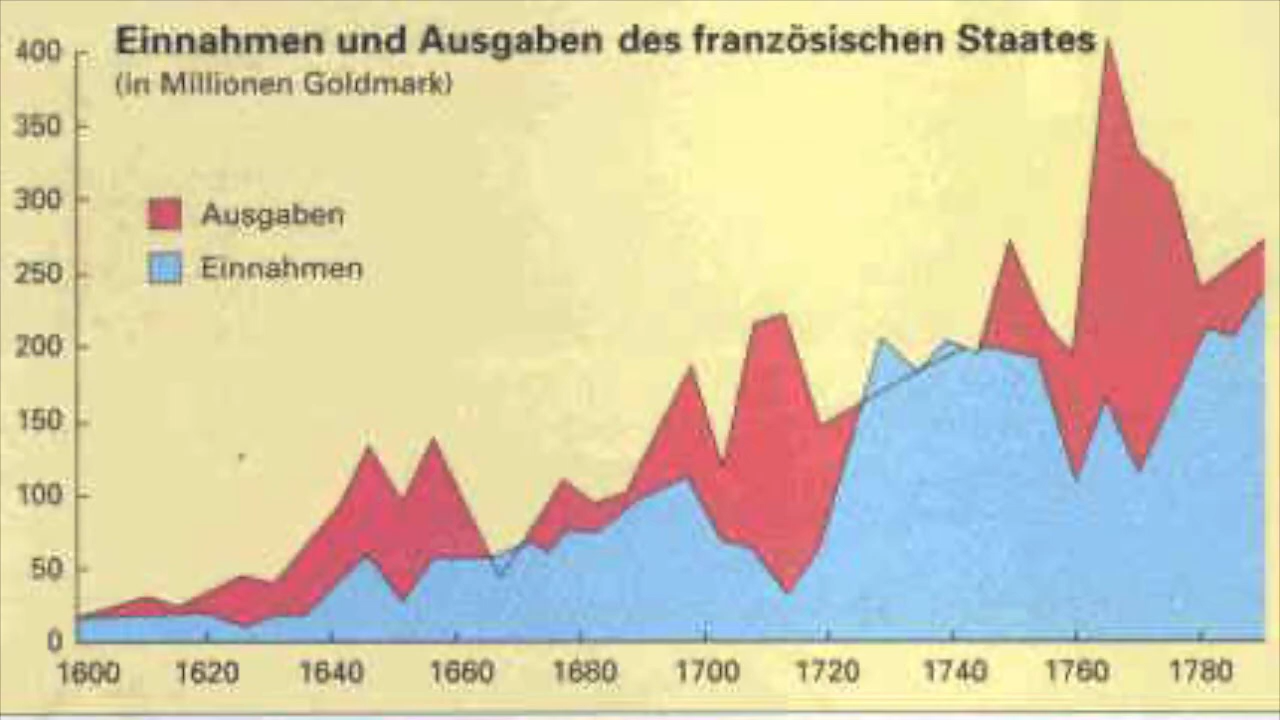 Einnahmen und Ausgaben des französischen Staates
(in Millionen Goldmark)
400
350
300
250
200
150
100
50
0
Ausgaben
Einnahmen
1600 1620 1640 1660 1680 1700 1720 1740 1760 1780